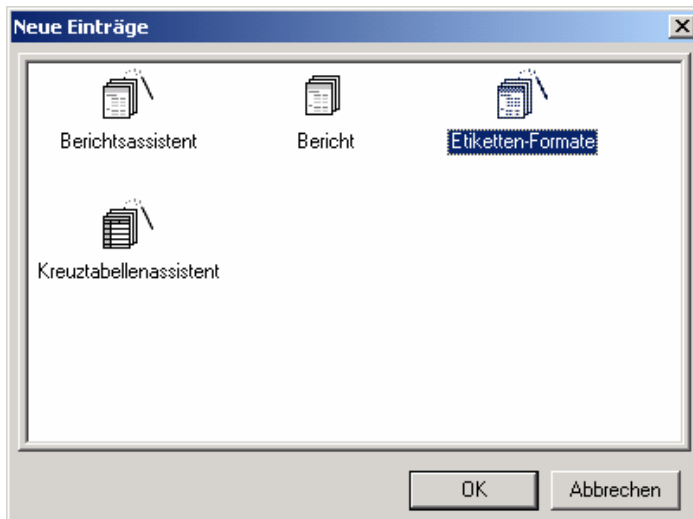 Neue Einträge
Berichtsassistent
Bericht
Etiketten-Formate
Kreuztabellenassistent
OK
Abbrechen